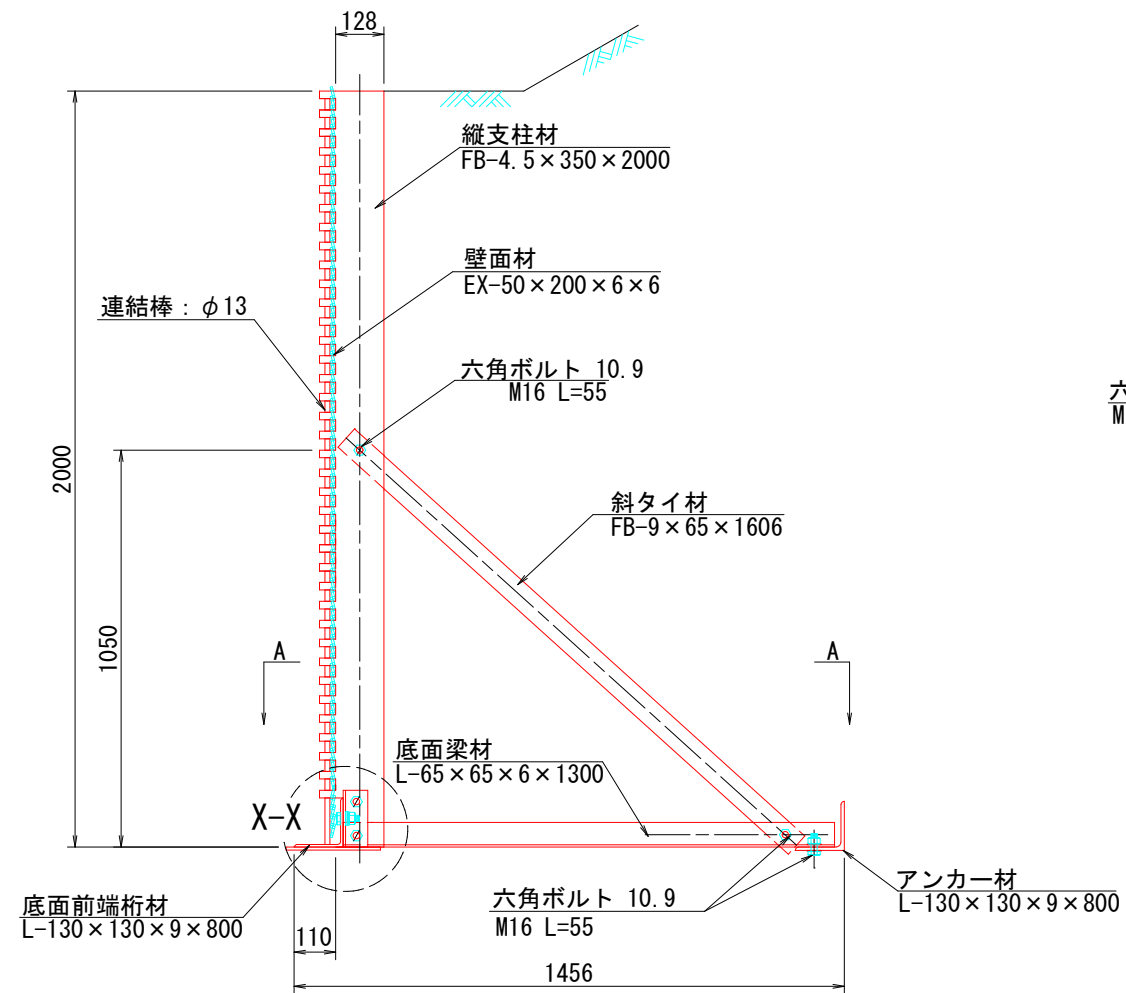 128
縦支柱材
FB-4.5×350×2000
壁面材
EX-50×200×6×6
連結棒：φ13
六角ボルト 10.9
M16 L=55
六
M
2000
斜タイ材
FB-9×65×1606
1050
A
A
底面梁材
L-65×65×6×1300
X-X
アンカー材
L-130×130×9×800
底面前端桁材
L-130×130×9×800
六角ボルト 10.9
M16 L=55
110
1456